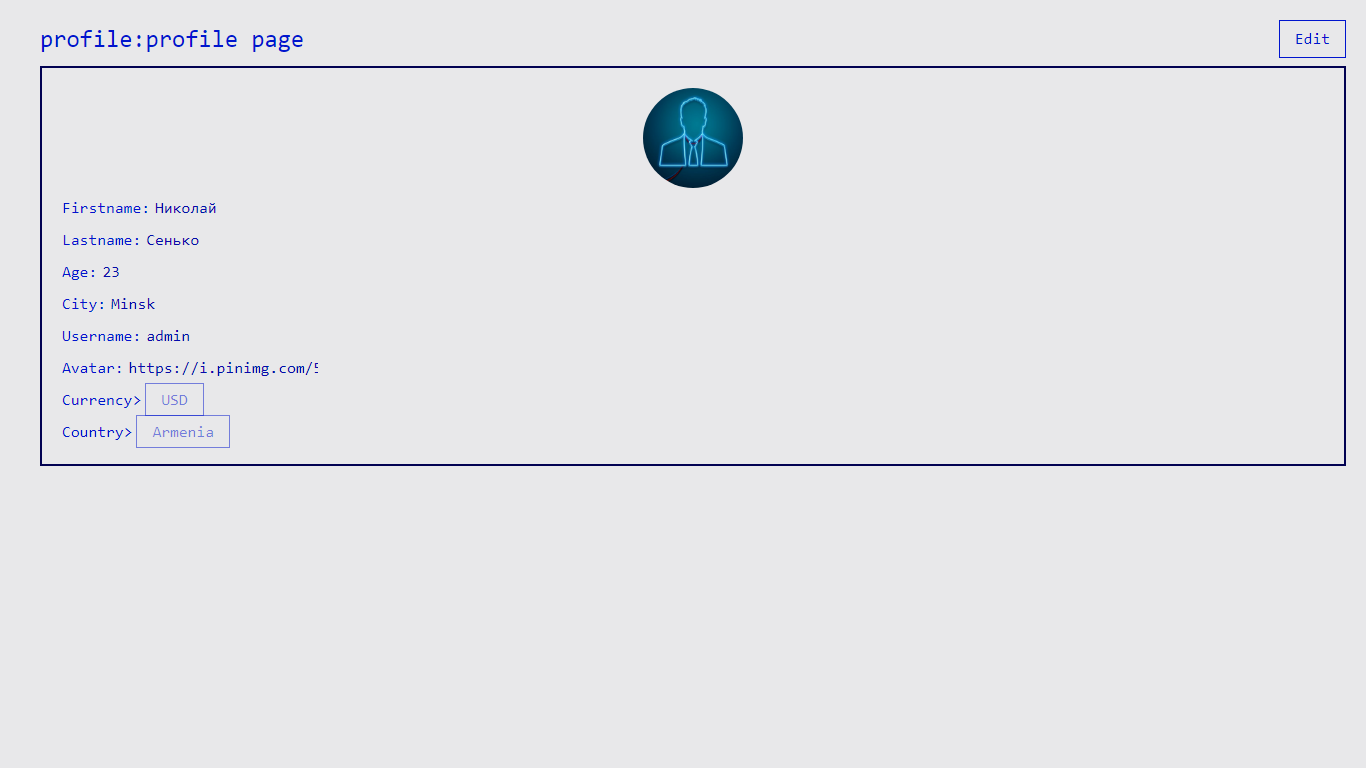 profile:profile page
Edit
Firstname: Николай
Lastname: Сенько
Age: 23
City: Minsk
Username: admin
Avatar: https://i.pinimg.com/5
Currency> USD
Country> Armenia